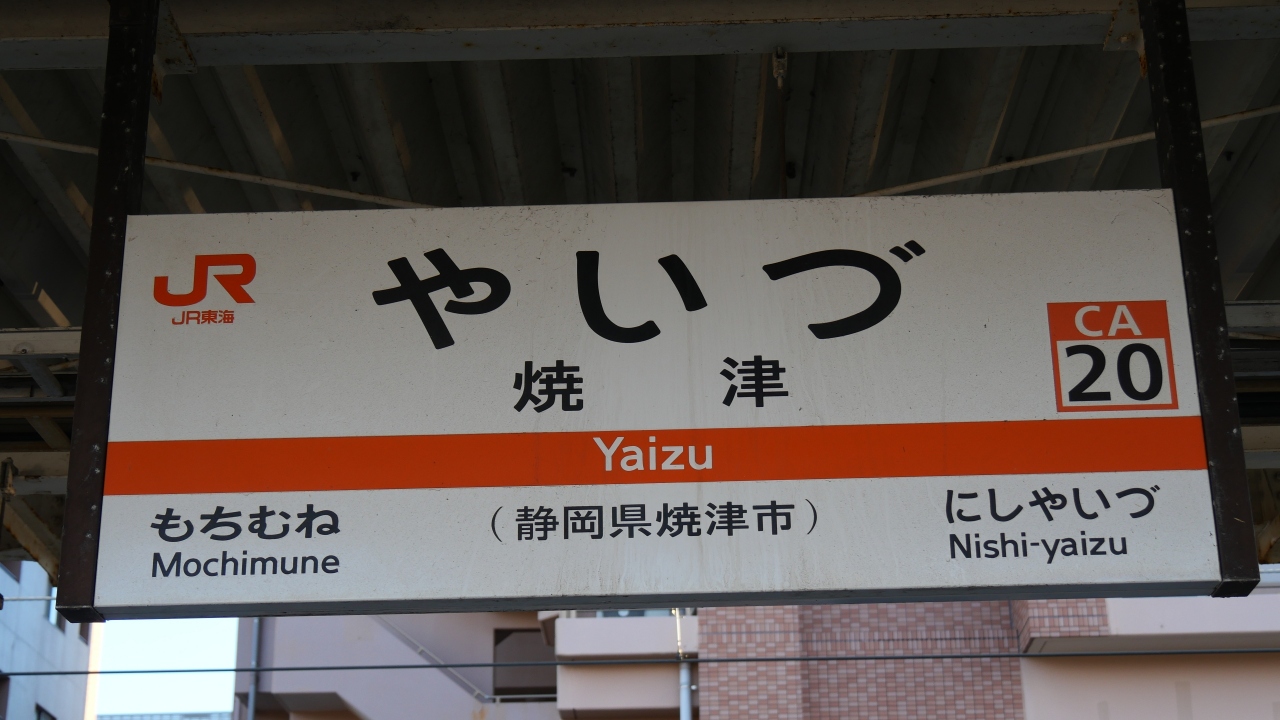 JR
JR東海
やいづ
焼津
CA
20
Yaizu
もちむね
Mochimune
（静岡県焼津市）
にしやいづ
Nishi-yaizu